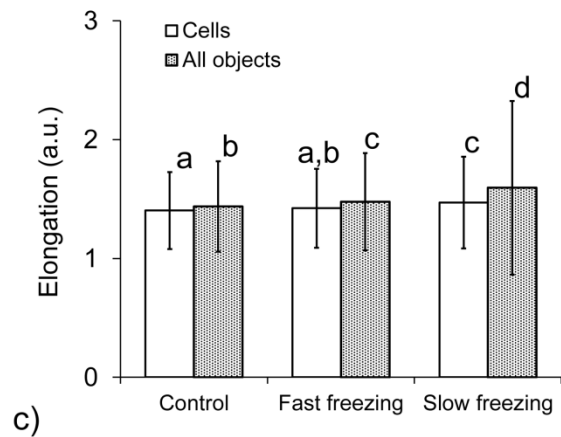 3
Cells
All objects
d
2
a
b
a,b
c
c
Elongation (a.u.)
1
0
Control
Fast freezing
Slow freezing
c)